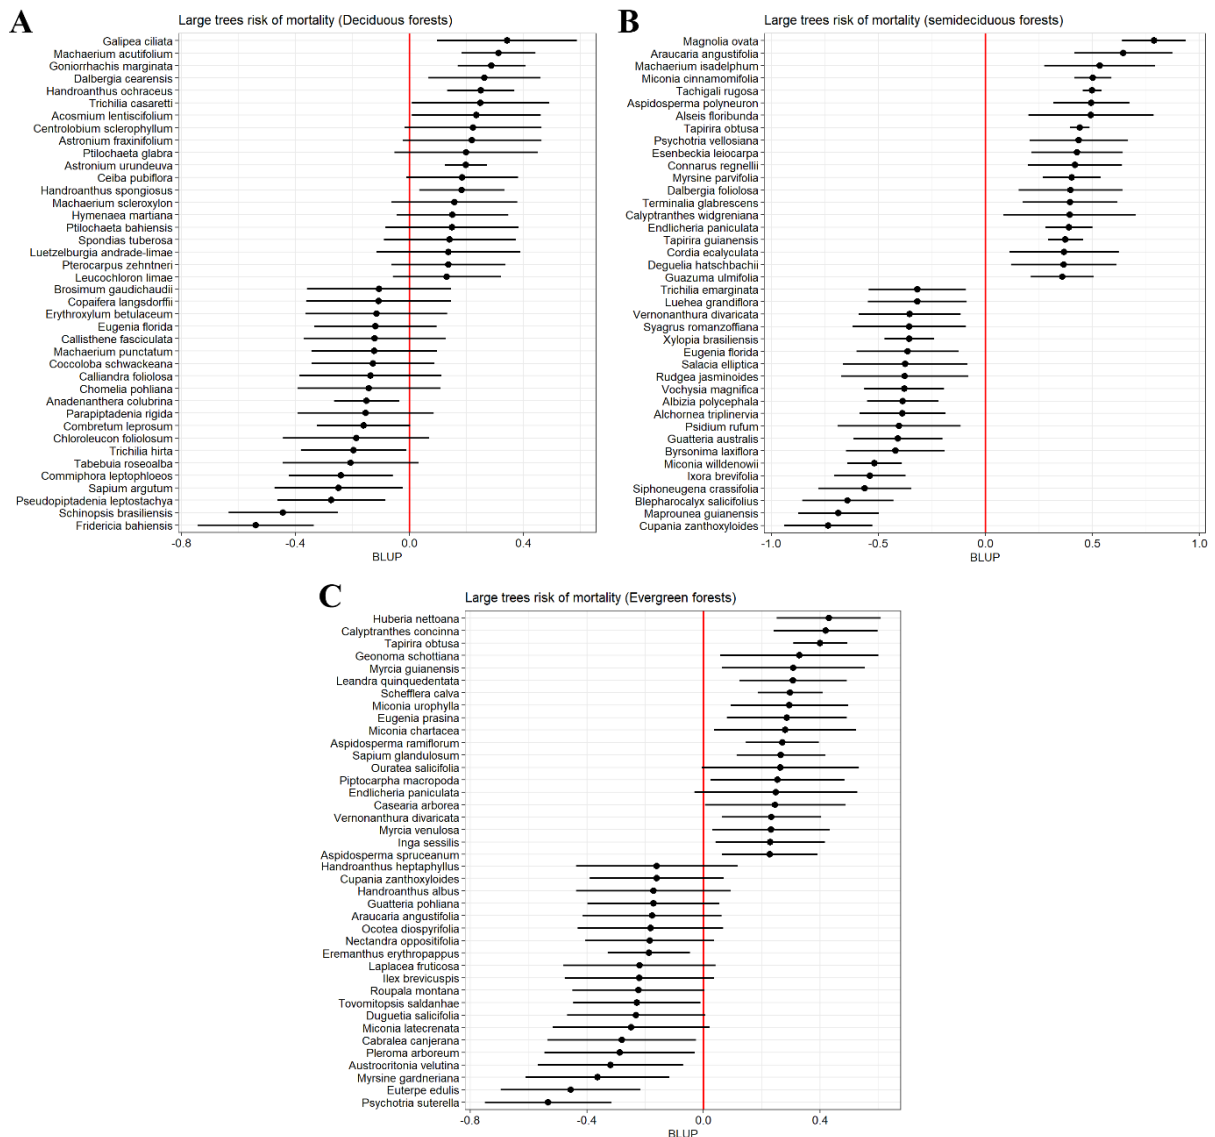 A
Large trees risk of mortality (Deciduous forests)
Galipea ciliata
Machaerium acutifolium
Goniorrhachis marginata
Dalbergia cearensis
Handroanthus ochraceus
Trichilia casaretti
Acosmium lentiscifolium
Centrolobium sclerophyllum
Astronium fraxinifolium
Ptilochaeta glabra
Astronium urundeuva
Ceiba pubiflora
Handroanthus spongiosus
Machaerium scleroxylon
Hymenaea martiana
Ptilochaeta bahiensis
Spondias tuberosa
Luetzelburgia andrade-limae
Pterocarpus zehntneri
Leucochloron limae
Brosimum gaudichaudii
Copaifera langsdorffii
Erythroxylum betulaceum
Eugenia florida
Callisthene fasciculata
Machaerium punctatum
Coccoloba schwackeana
Calliandra foliolosa
Chomelia pohliana
Anadenanthera colubrina
Parapiptadenia rigida
Combretum leprosum
Chloroleucon foliolosum
Trichilia hirta
Tabebuia roseoalba
Commiphora leptophloeos
Sapium argutum
Pseudopiptadenia leptostachya
Schinopsis brasiliensis
Fridericia bahiensis
-0.8 -0.4 0.0 0.4
BLUP
B
Large trees risk of mortality (semideciduous forests)
Magnolia ovata
Araucaria angustifolia
Machaerium isadelphum
Miconia cinnamomifolia
Tachigali rugosa
Aspidosperma polyneuron
Alseis floribunda
Tapirira obtusa
Psychotria vellosiana
Esenbeckia leiocarpa
Connarus regnellii
Myrsine parvifolia
Dalbergia foliolosa
Terminalia glabrescens
Calyptranthes widgreniana
Endlicheria paniculata
Tapirira guianensis
Cordia ecalyculata
Deguelia hatschbachii
Guazuma ulmifolia
Trichilia emarginata
Luehea grandiflora
Vernonanthura divaricata
Syagrus romanzoffiana
Xylopia brasiliensis
Eugenia florida
Salacia elliptica
Rudgea jasminoides
Vochysia magnifica
Albizia polycephala
Alchornea triplinervia
Psidium rufum
Guatteria australis
Byrsonima laxiflora
Miconia willdenowii
Ixora brevifolia
Siphoneugena crassifolia
Blepharocalyx salicifolius
Maprounea guianensis
Cupania zanthoxyloides
-1.0 -0.5 0.0 0.5 1.0
BLUP
C
Large trees risk of mortality (Evergreen forests)
Huberia nettoana
Calyptranthes concinna
Tapirira obtusa
Geonoma schottiana
Myrcia guianensis
Leandra quinquedentata
Schefflera calva
Miconia urophylla
Eugenia prasina
Miconia chartacea
Aspidosperma ramiflorum
Sapium glandulosum
Ouratea salicifolia
Piptocarpha macropoda
Endlicheria paniculata
Casearia arborea
Vernonanthura divaricata
Myrcia venulosa
Inga sessilis
Aspidosperma spruceanum
Handroanthus heptaphyllus
Cupania zanthoxyloides
Handroanthus albus
Guatteria pohliana
Araucaria angustifolia
Ocotea diospyrifolia
Nectandra oppositifolia
Eremanthus erythropappus
Laplacea fruticosa
Ilex brevicuspis
Roupala montana
Tovomitopsis saldanhae
Duguetia salicifolia
Miconia latecrenata
Cabralea canjerana
Pleroma arboreum
Austrocritonia velutina
Myrsine gardneriana
Euterpe edulis
Psychotria suterella
-0.8 -0.4 0.0 0.4
BLUP